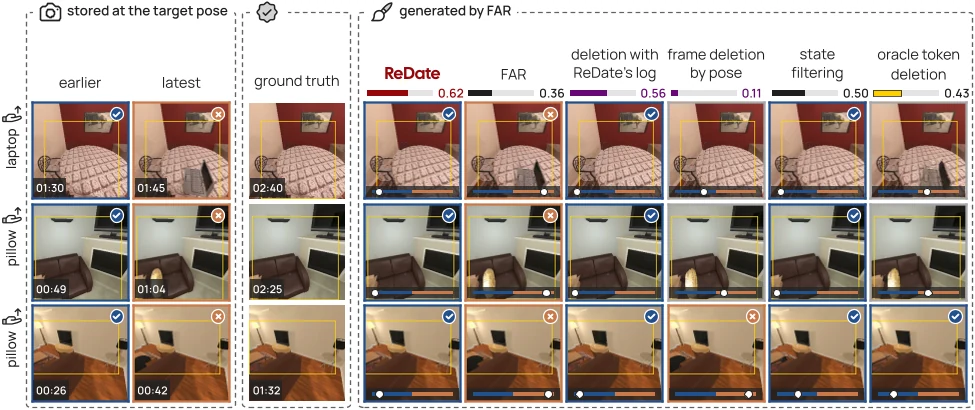 stored at the target pose
generated by FAR
earlier
latest
ground truth
ReDate
FAR
deletion with
ReDate's log
frame deletion
by pose
state
filtering
oracle token
deletion
0.62
0.36
0.56
0.11
0.50
0.43
laptop
01:30
01:45
02:40
pillow
00:49
01:04
02:25
pillow
00:26
00:42
01:32